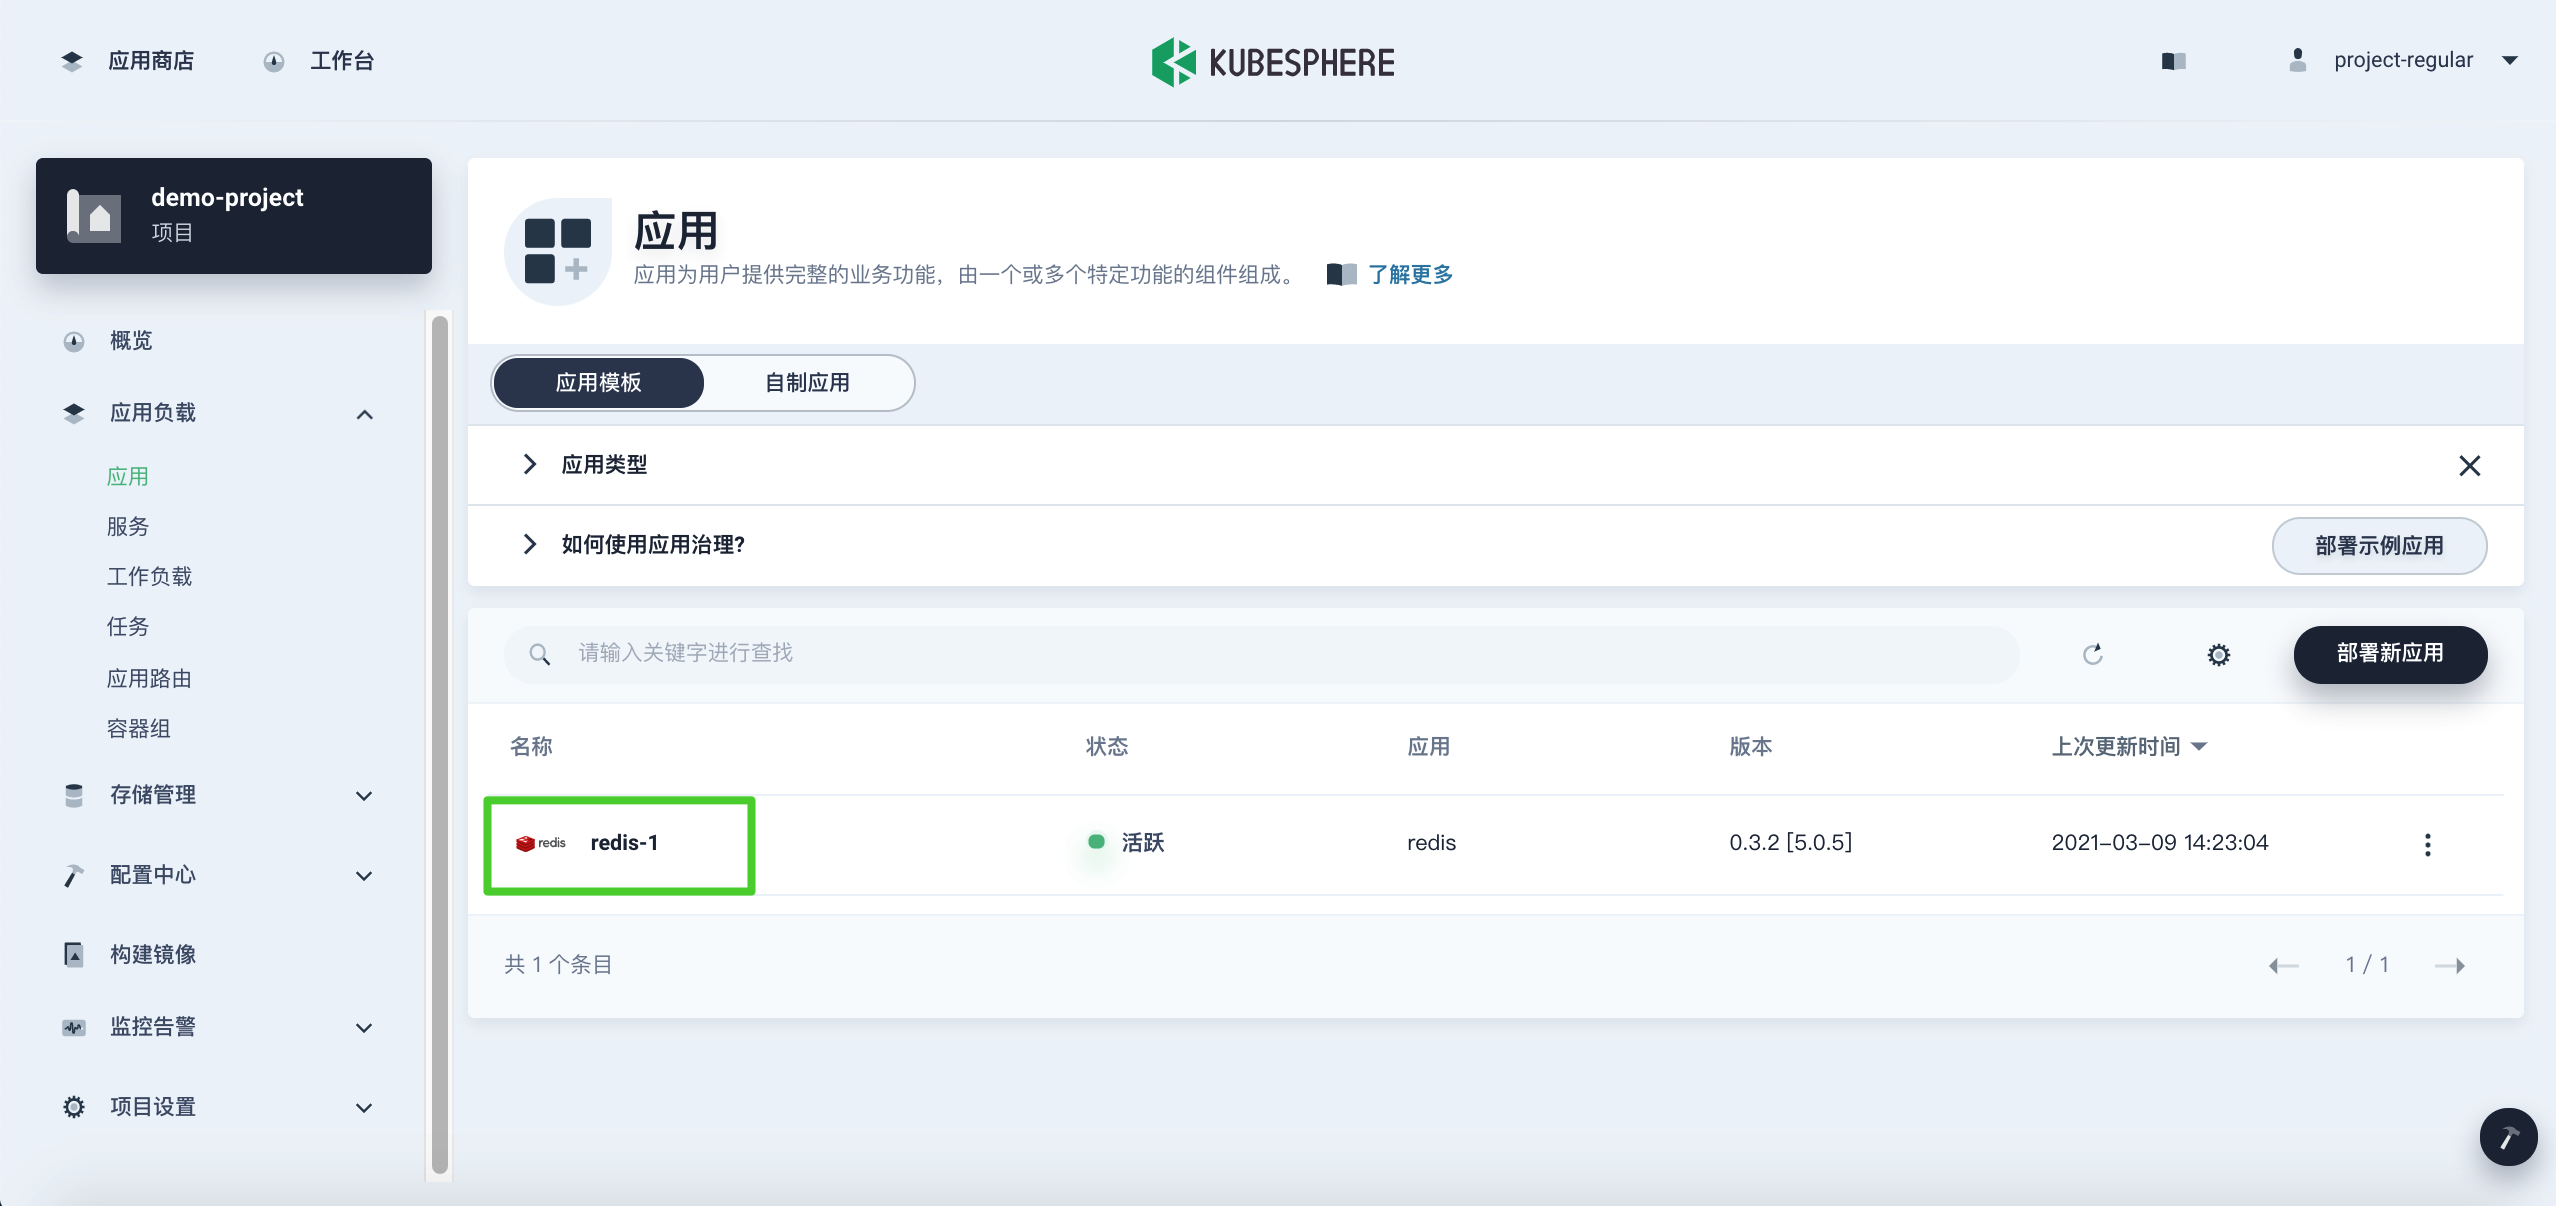 应用商店
工作台
KUBESPHERE
project-regular
demo-project
项目
概览
应用负载
应用
服务
工作负载
任务
应用路由
容器组
存储管理
配置中心
构建镜像
监控告警
项目设置
应用
应用为用户提供完整的业务功能，由一个或多个特定功能的组件组成。 了解更多
应用模板 自制应用
应用类型
如何使用应用治理? 部署示例应用
请输入关键字进行查找 部署新应用
名称 状态 应用 版本 上次更新时间
redis redis-1 活跃 redis 0.3.2 [5.0.5] 2021-03-09 14:23:04
共 1 个条目 1 / 1